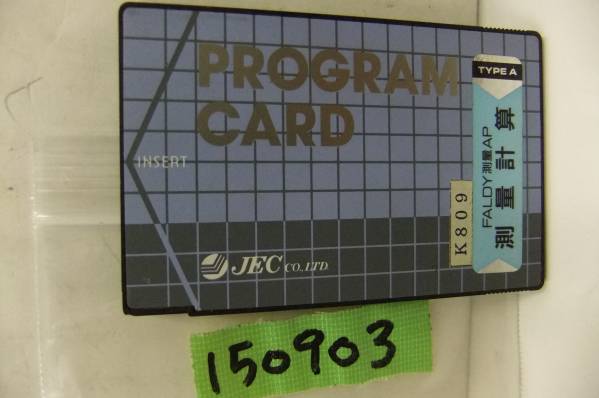 PROGRAM
CARD
INSERT
JEC CO.,LTD.
TYPE A
FALDY 測量AP
測量計算
K809
150903